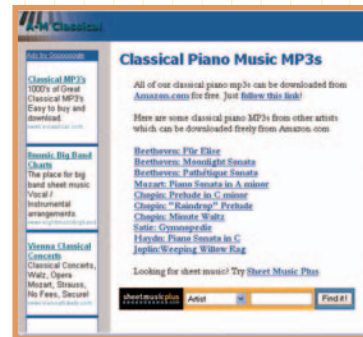 A-M Classical
Ads by Gooooogle
Classical MP3's
1000's of Great
Classical MP3's
Easy to buy and
download.
Music Big Band
Charts
The place for big
band sheet music
Vocal /
Instrumental
arrangements.
Vienna Classical
Concerts
Classical Concerts,
Walz, Opera
Mozart, Strauss,
No Fees, Secure!
Classical Piano Music MP3s
All of our classical piano mp3s can be downloaded from
Amazon.com for free. Just follow this link!
Here are some classical piano MP3s from other artists
which can be downloaded freely from Amazon.com
Beethoven: Für Elise
Beethoven: Moonlight Sonata
Beethoven: Pathétique Sonata
Mozart: Piano Sonata in A minor
Chopin: Prelude in C minor
Chopin: "Raindrop" Prelude
Chopin: Minute Waltz
Satie: Gymnopedie
Haydn: Piano Sonata in C
Joplin:Weeping Willow Rag
Looking for sheet music? Try Sheet Music Plus
sheetmusicplus Artist Find it!